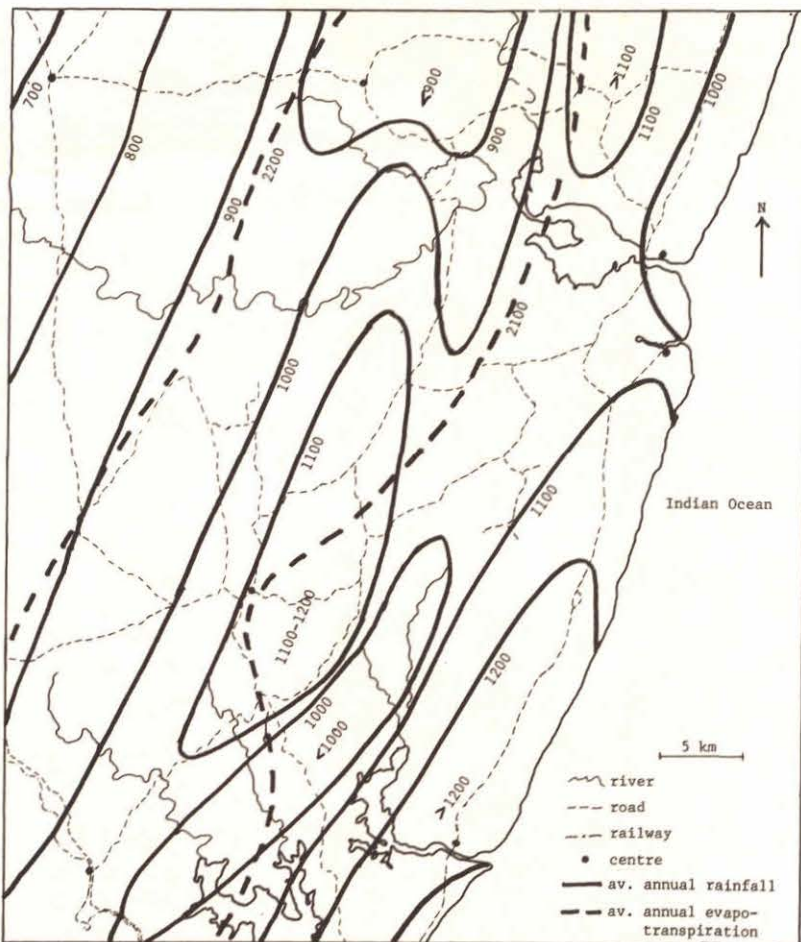 <900
>1100
700
1000
800
900
1100
2200
900
N
2100
1000
1100
1100
Indian Ocean
1100-1200
1200
1000
<1000
5 km
>1200
river
road
railway
centre
av. annual rainfall
av. annual evapo-
transpiration